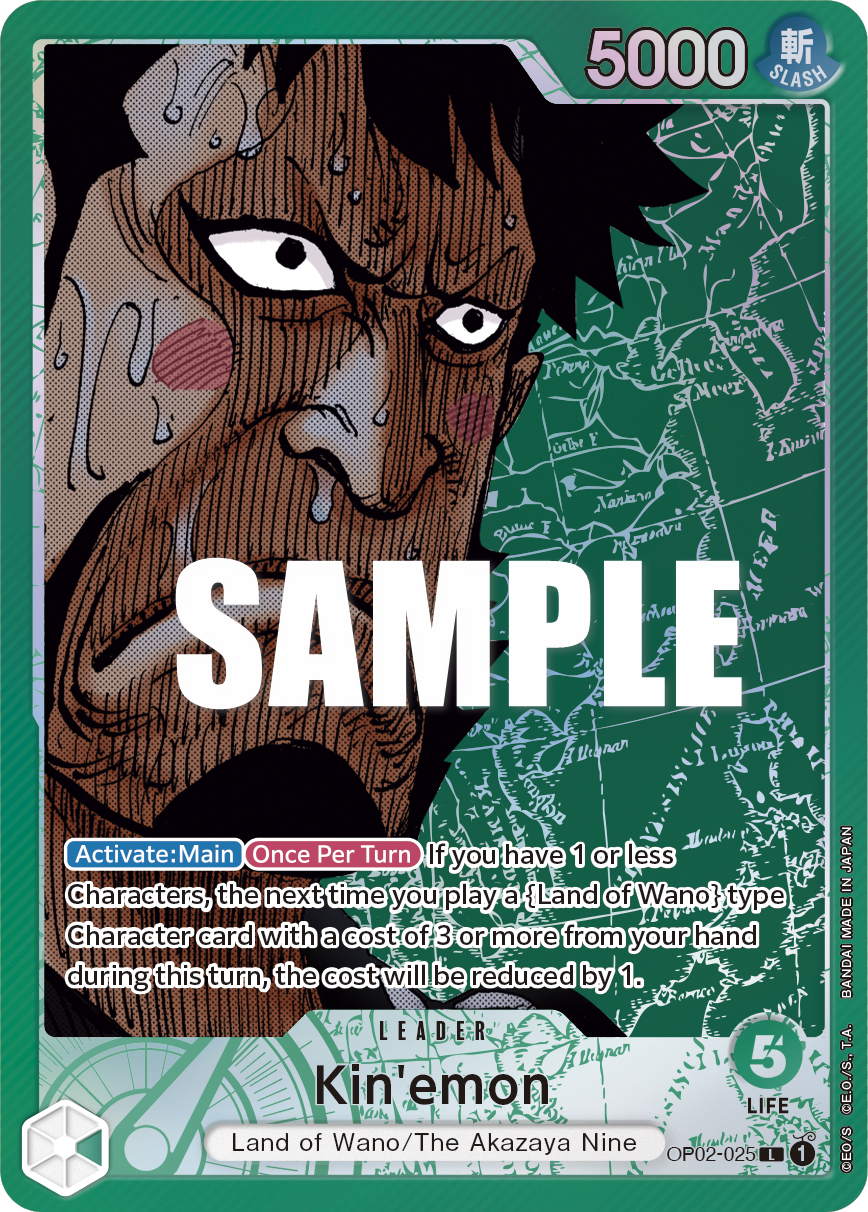 5000
斬
SLASH
SAMPLE
Activate:Main Once Per Turn If you have 1 or less
Characters, the next time you play a {Land of Wano} type
Character card with a cost of 3 or more from your hand
during this turn, the cost will be reduced by 1.
LEADER
Kin'emon
5
LIFE
Land of Wano/The Akazaya Nine
OP02-025 L 1
©E.O./S ©E.O./S., T.A. BANDAI MADE IN JAPAN